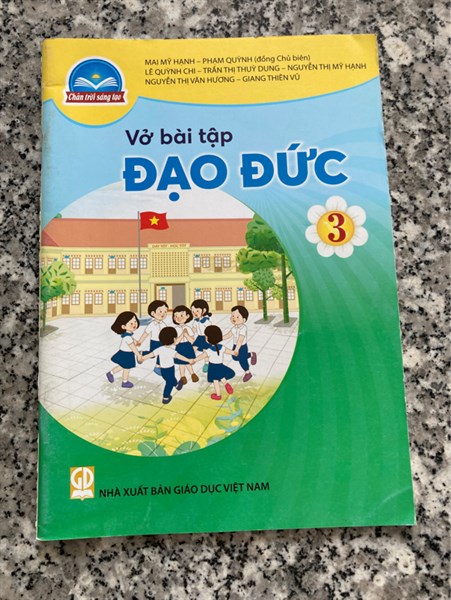 MAI MỸ HẠNH – PHẠM QUỲNH (đồng Chủ biên)
LÊ QUỲNH CHI – TRẦN THỊ THUỲ DUNG – NGUYỄN THỊ MỸ HẠNH
NGUYỄN THỊ VÂN HƯƠNG – GIANG THIÊN VŨ
Chân trời sáng tạo
Vở bài tập
ĐẠO ĐỨC
3
GD
NHÀ XUẤT BẢN GIÁO DỤC VIỆT NAM